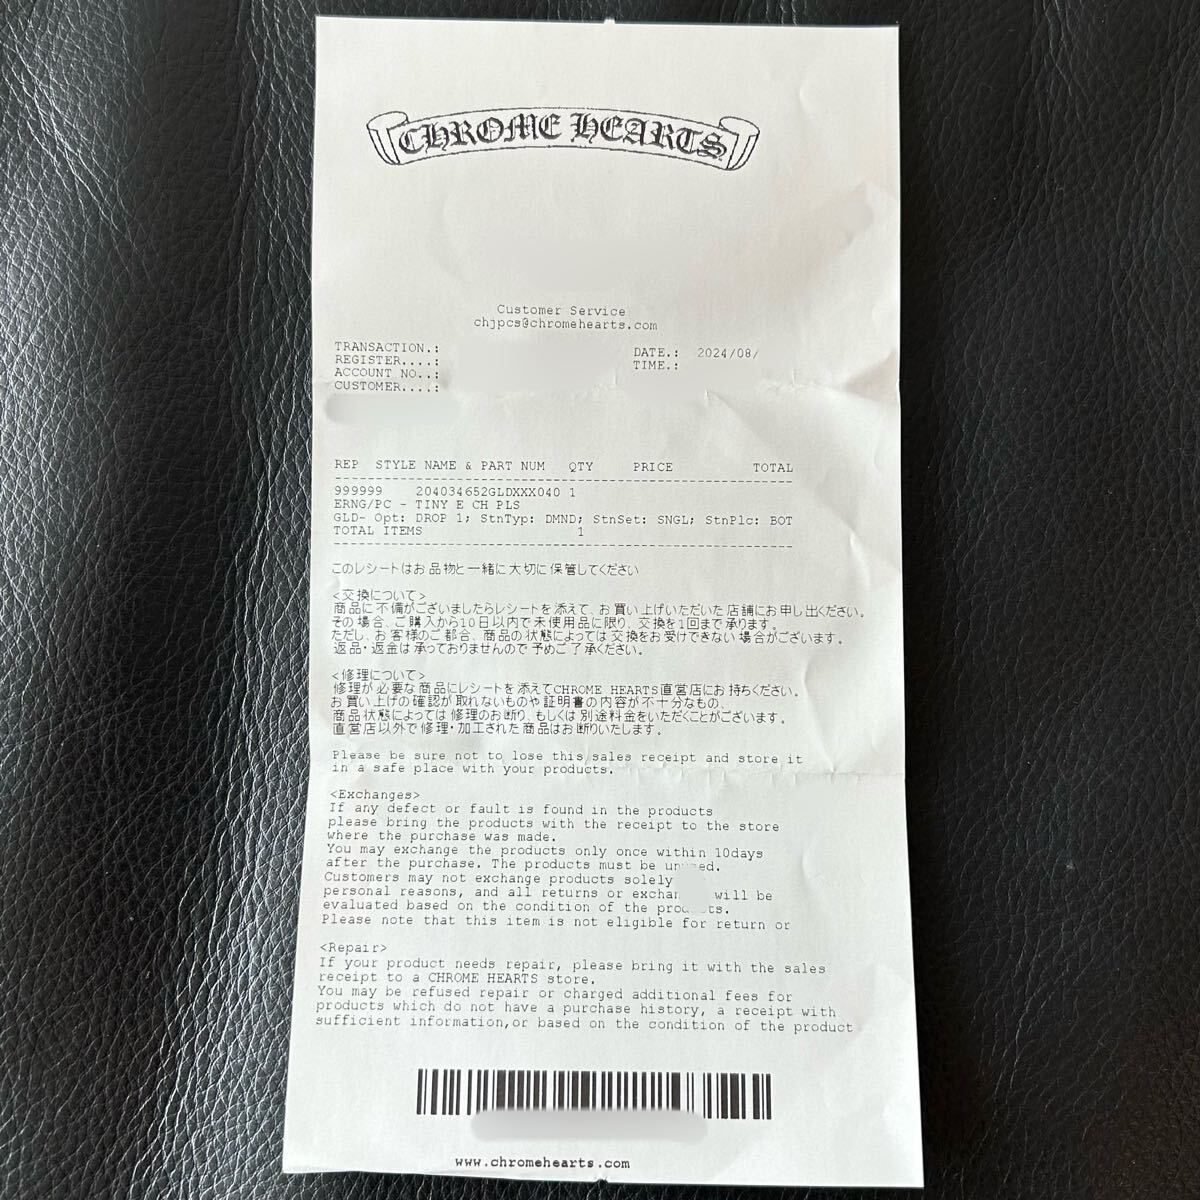 CHROME HEARTS
Customer Service
chjpcs@chromehearts.com
TRANSACTION.:
REGISTER....:
ACCOUNT NO..:
CUSTOMER....:
DATE.: 2024/08/
TIME.:
REP STYLE NAME & PART NUM QTY PRICE TOTAL
999999 204034652GLDXXX040 1
ERNG/PC - TINY E CH PLS
GLD- Opt: DROP 1; StnTyp: DMND; StnSet: SNGL; StnPlc: BOT
TOTAL ITEMS 1
このレシートはお品物と一緒に大切に保管してください
<交換について>
商品に不備がございましたらレシートを添えて、お買い上げいただいた店舗にお申し出ください。
その場合、ご購入から10日以内で未使用品に限り、交換を1回まで承ります。
ただし、お客様のご都合、商品の状態によっては交換をお受けできない場合がございます。
返品・返金は承っておりませんので予めご了承ください。
<修理について>
修理が必要な商品にレシートを添えてCHROME HEARTS直営店にお持ちください。
お買い上げの確認が取れないものや証明書の内容が不十分なもの、
商品状態によっては修理のお断り、もしくは別途料金をいただくことがございます。
直営店以外で修理・加工された商品はお断りいたします。
Please be sure not to lose this sales receipt and store it
in a safe place with your products.
<Exchanges>
If any defect or fault is found in the products
please bring the products with the receipt to the store
where the purchase was made.
You may exchange the products only once within 10days
after the purchase. The products must be
Customers may not exchange products solely
personal reasons, and all returns or will be
evaluated based on the condition of the
Please note that this item is not eligible for return or
<Repair>
If your product needs repair, please bring it with the sales
receipt to a CHROME HEARTS store.
You may be refused repair or charged additional fees for
products which do not have a purchase history, a receipt with
sufficient information,or based on the condition of the product
www.chromehearts.com